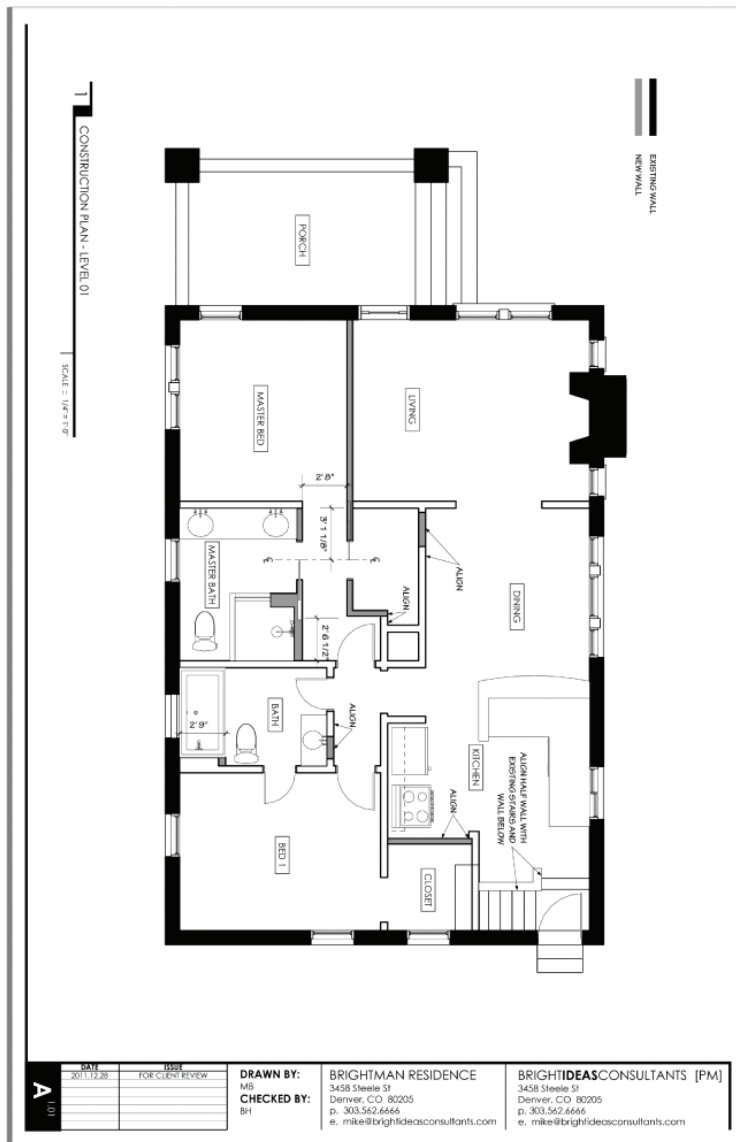 1
CONSTRUCTION PLAN - LEVEL 01
SCALE : 1/4" = 1'-0"
EXISTING WALL
NEW WALL
PORCH
MASTER BED
LIVING
2' 8"
3' 1 1/8"
MASTER BATH
ALIGN
ALIGN
DINING
2' 6 1/2"
BATH
2' 9"
ALIGN
KITCHEN
ALIGN HALF WALL WITH
EXISTING STAIRS AND
WALL BELOW
ALIGN
BED 1
CLOSET
A 1.01
DATE ISSUE
2011.12.28 FOR CLIENT REVIEW
DRAWN BY:
MB
CHECKED BY:
BH
BRIGHTMAN RESIDENCE
3458 Steele St
Denver, CO 80205
p. 303.562.6666
e. mike@brightideasconsultants.com
BRIGHTIDEASCONSULTANTS [PM]
3458 Steele St
Denver, CO 80205
p. 303.562.6666
e. mike@brightideasconsultants.com